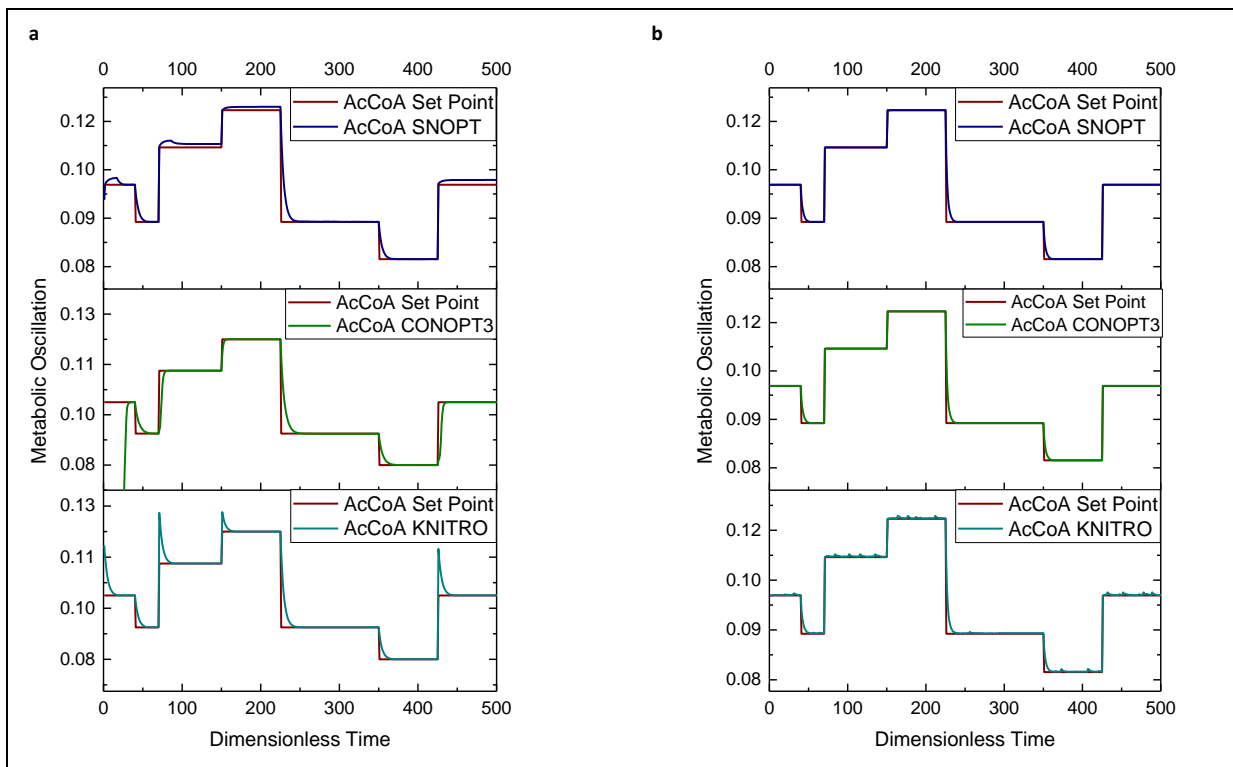 a
0 100 200 300 400 500
AcCoA Set Point
AcCoA SNOPT
0.12
0.10
0.09
0.08
AcCoA Set Point
AcCoA CONOPT3
0.13
0.11
0.10
0.08
AcCoA Set Point
AcCoA KNITRO
0.13
0.11
0.10
0.08
Metabolic Oscillation
0 100 200 300 400 500
Dimensionless Time
b
0 100 200 300 400 500
AcCoA Set Point
AcCoA SNOPT
0.12
0.10
0.09
0.08
AcCoA Set Point
AcCoA CONOPT3
0.12
0.10
0.09
0.08
AcCoA Set Point
AcCoA KNITRO
0.12
0.10
0.09
0.08
Metabolic Oscillation
0 100 200 300 400 500
Dimensionless Time